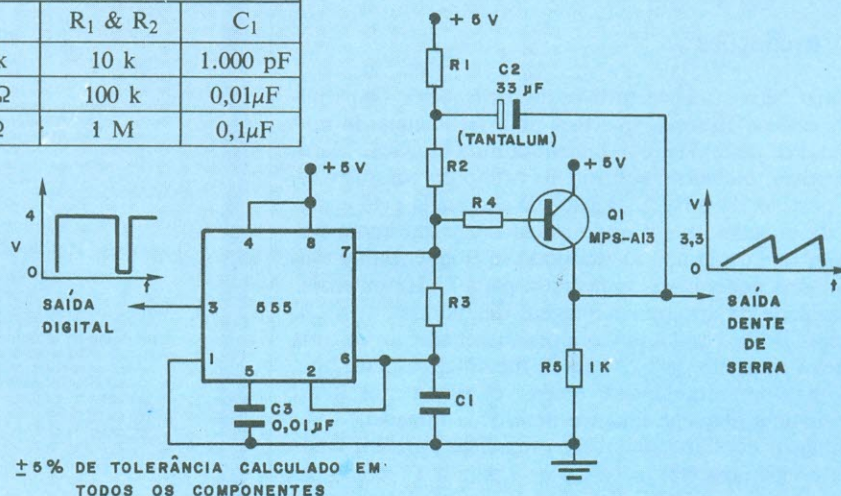 R₁ & R₂ C₁
k 10 k 1.000 pF
Ω 100 k 0,01µF
Ω 1 M 0,1µF
+ 5 V
R1
C2
33 µF
(TANTALUM)
R2
+5V
+5V
4
V
0
t
SAÍDA
DIGITAL
4 8
7
3
555
1
6
5 2
C3
0,01µF
R4
Q1
MPS-A13
R3
C1
R5
1K
V
3,3
0
t
SAÍDA
DENTE
DE
SERRA
±5% DE TOLERÂNCIA CALCULADO EM
TODOS OS COMPONENTES